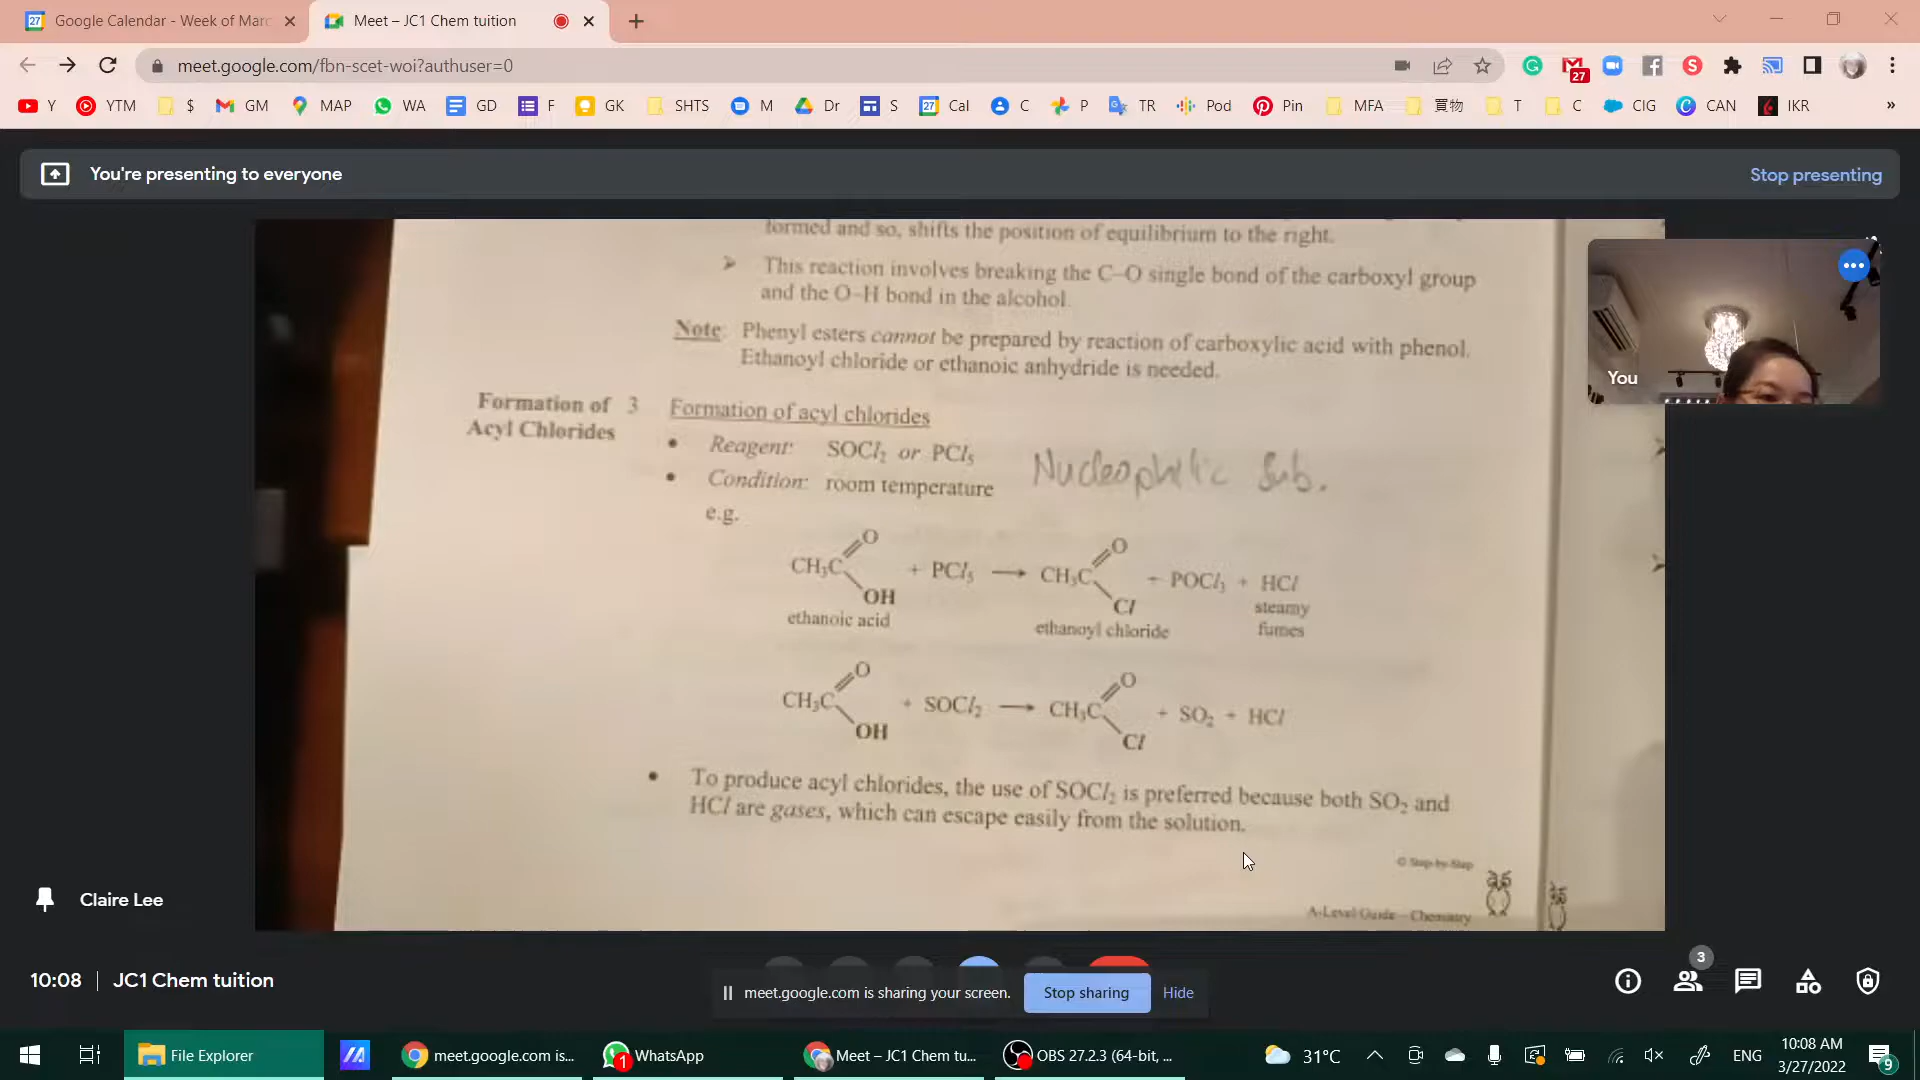 Google Calendar - Week of Marc
Meet – JC1 Chem tuition
meet.google.com/fbn-scet-woi?authuser=0
27
Y YTM $ GM MAP WA GD F GK SHTS M Dr S Cal C P TR Pod Pin MFA 買物 T C CIG CAN IKR »
You're presenting to everyone
Stop presenting
formed and so, shifts the position of equilibrium to the right.
➤ This reaction involves breaking the C–O single bond of the carboxyl group
and the O–H bond in the alcohol.
Note: Phenyl esters cannot be prepared by reaction of carboxylic acid with phenol.
Ethanoyl chloride or ethanoic anhydride is needed.
You
Formation of 3 Formation of acyl chlorides
Acyl Chlorides
• Reagent: SOCl₂ or PCl₅
Nucleophilic Sub.
• Condition: room temperature
e.g.
O O
CH₃C + PCl₅ → CH₃C + POCl₃ + HCl
OH Cl steamy
ethanoic acid ethanoyl chloride fumes
O O
CH₃C + SOCl₂ → CH₃C + SO₂ + HCl
OH Cl
• To produce acyl chlorides, the use of SOCl₂ is preferred because both SO₂ and
HCl are gases, which can escape easily from the solution.
© Step-by-Step
A-Level Guide – Chemistry
Claire Lee
10:08 | JC1 Chem tuition
3
meet.google.com is sharing your screen.
Stop sharing
Hide
File Explorer
meet.google.com is...
1
WhatsApp
Meet – JC1 Chem tu...
OBS 27.2.3 (64-bit, ...
31°C
ENG
10:08 AM
3/27/2022
9